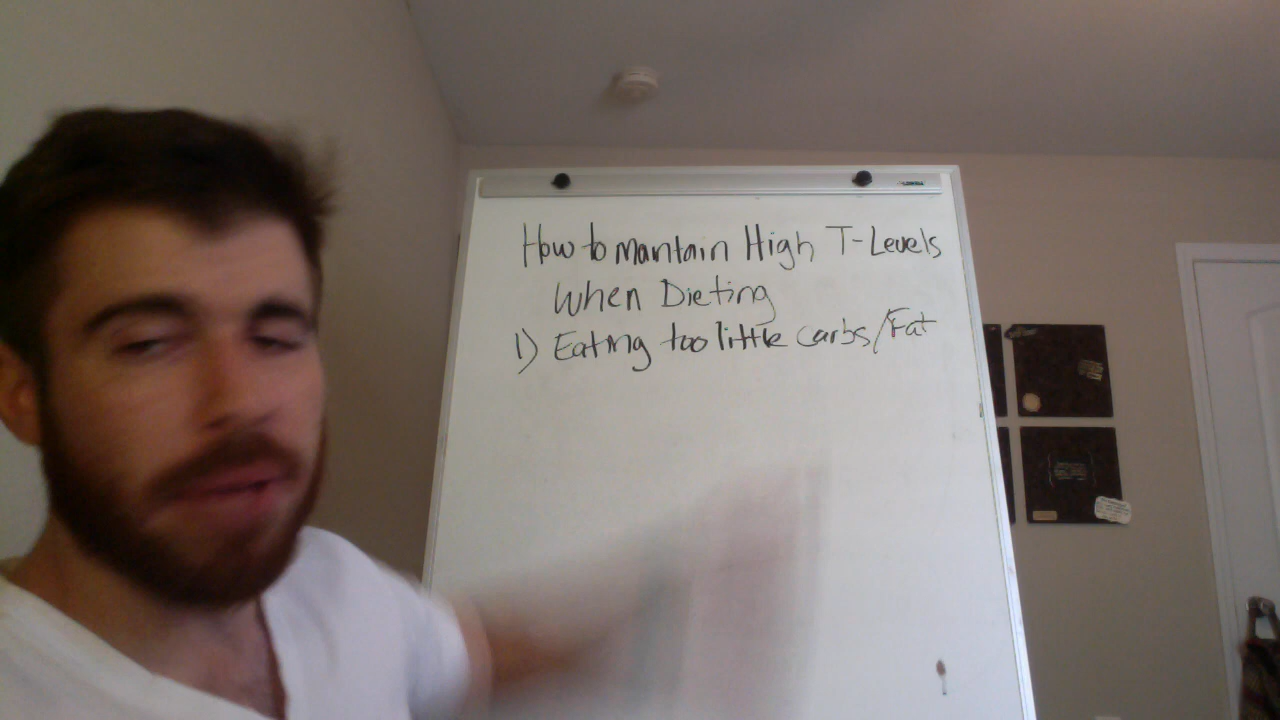 How to mantain High T-Levels
When Dieting
1) Eating too little carbs/Fat